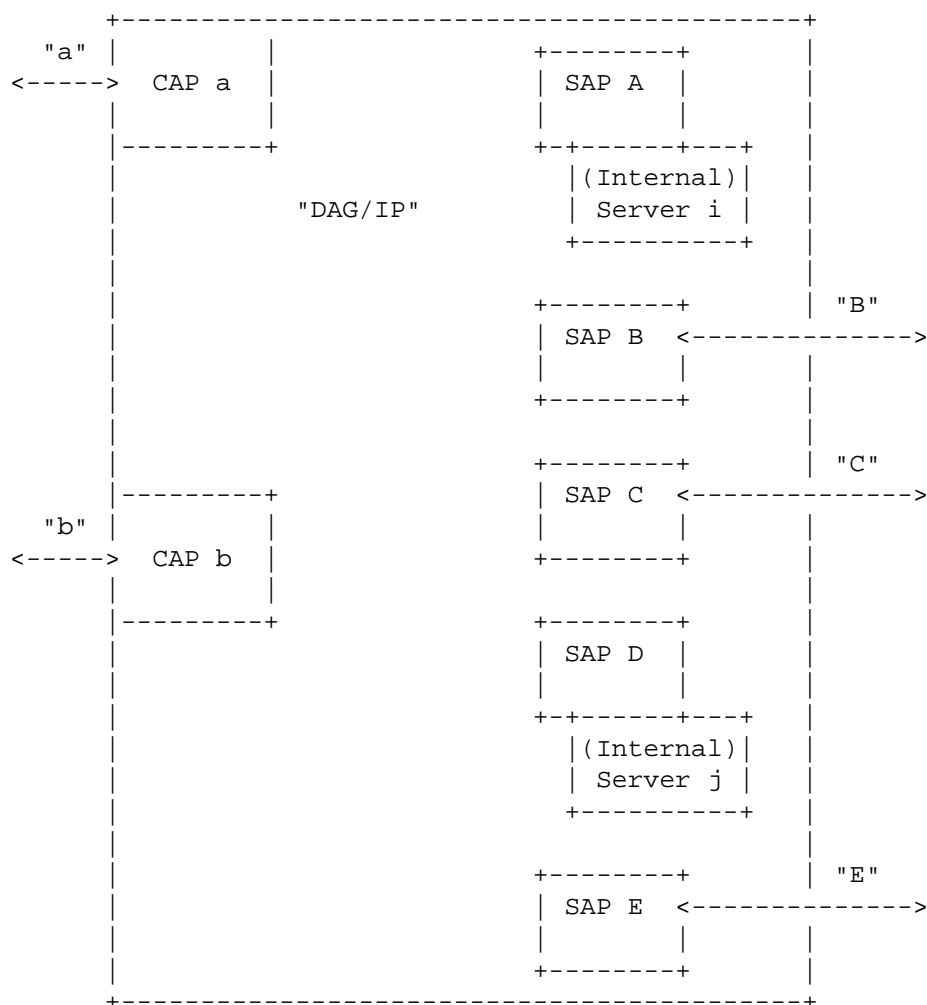 "a"
CAP a
SAP A
(Internal)
"DAG/IP"
Server i
"B"
SAP B
"C"
SAP C
"b"
CAP b
SAP D
(Internal)
Server j
"E"
SAP E